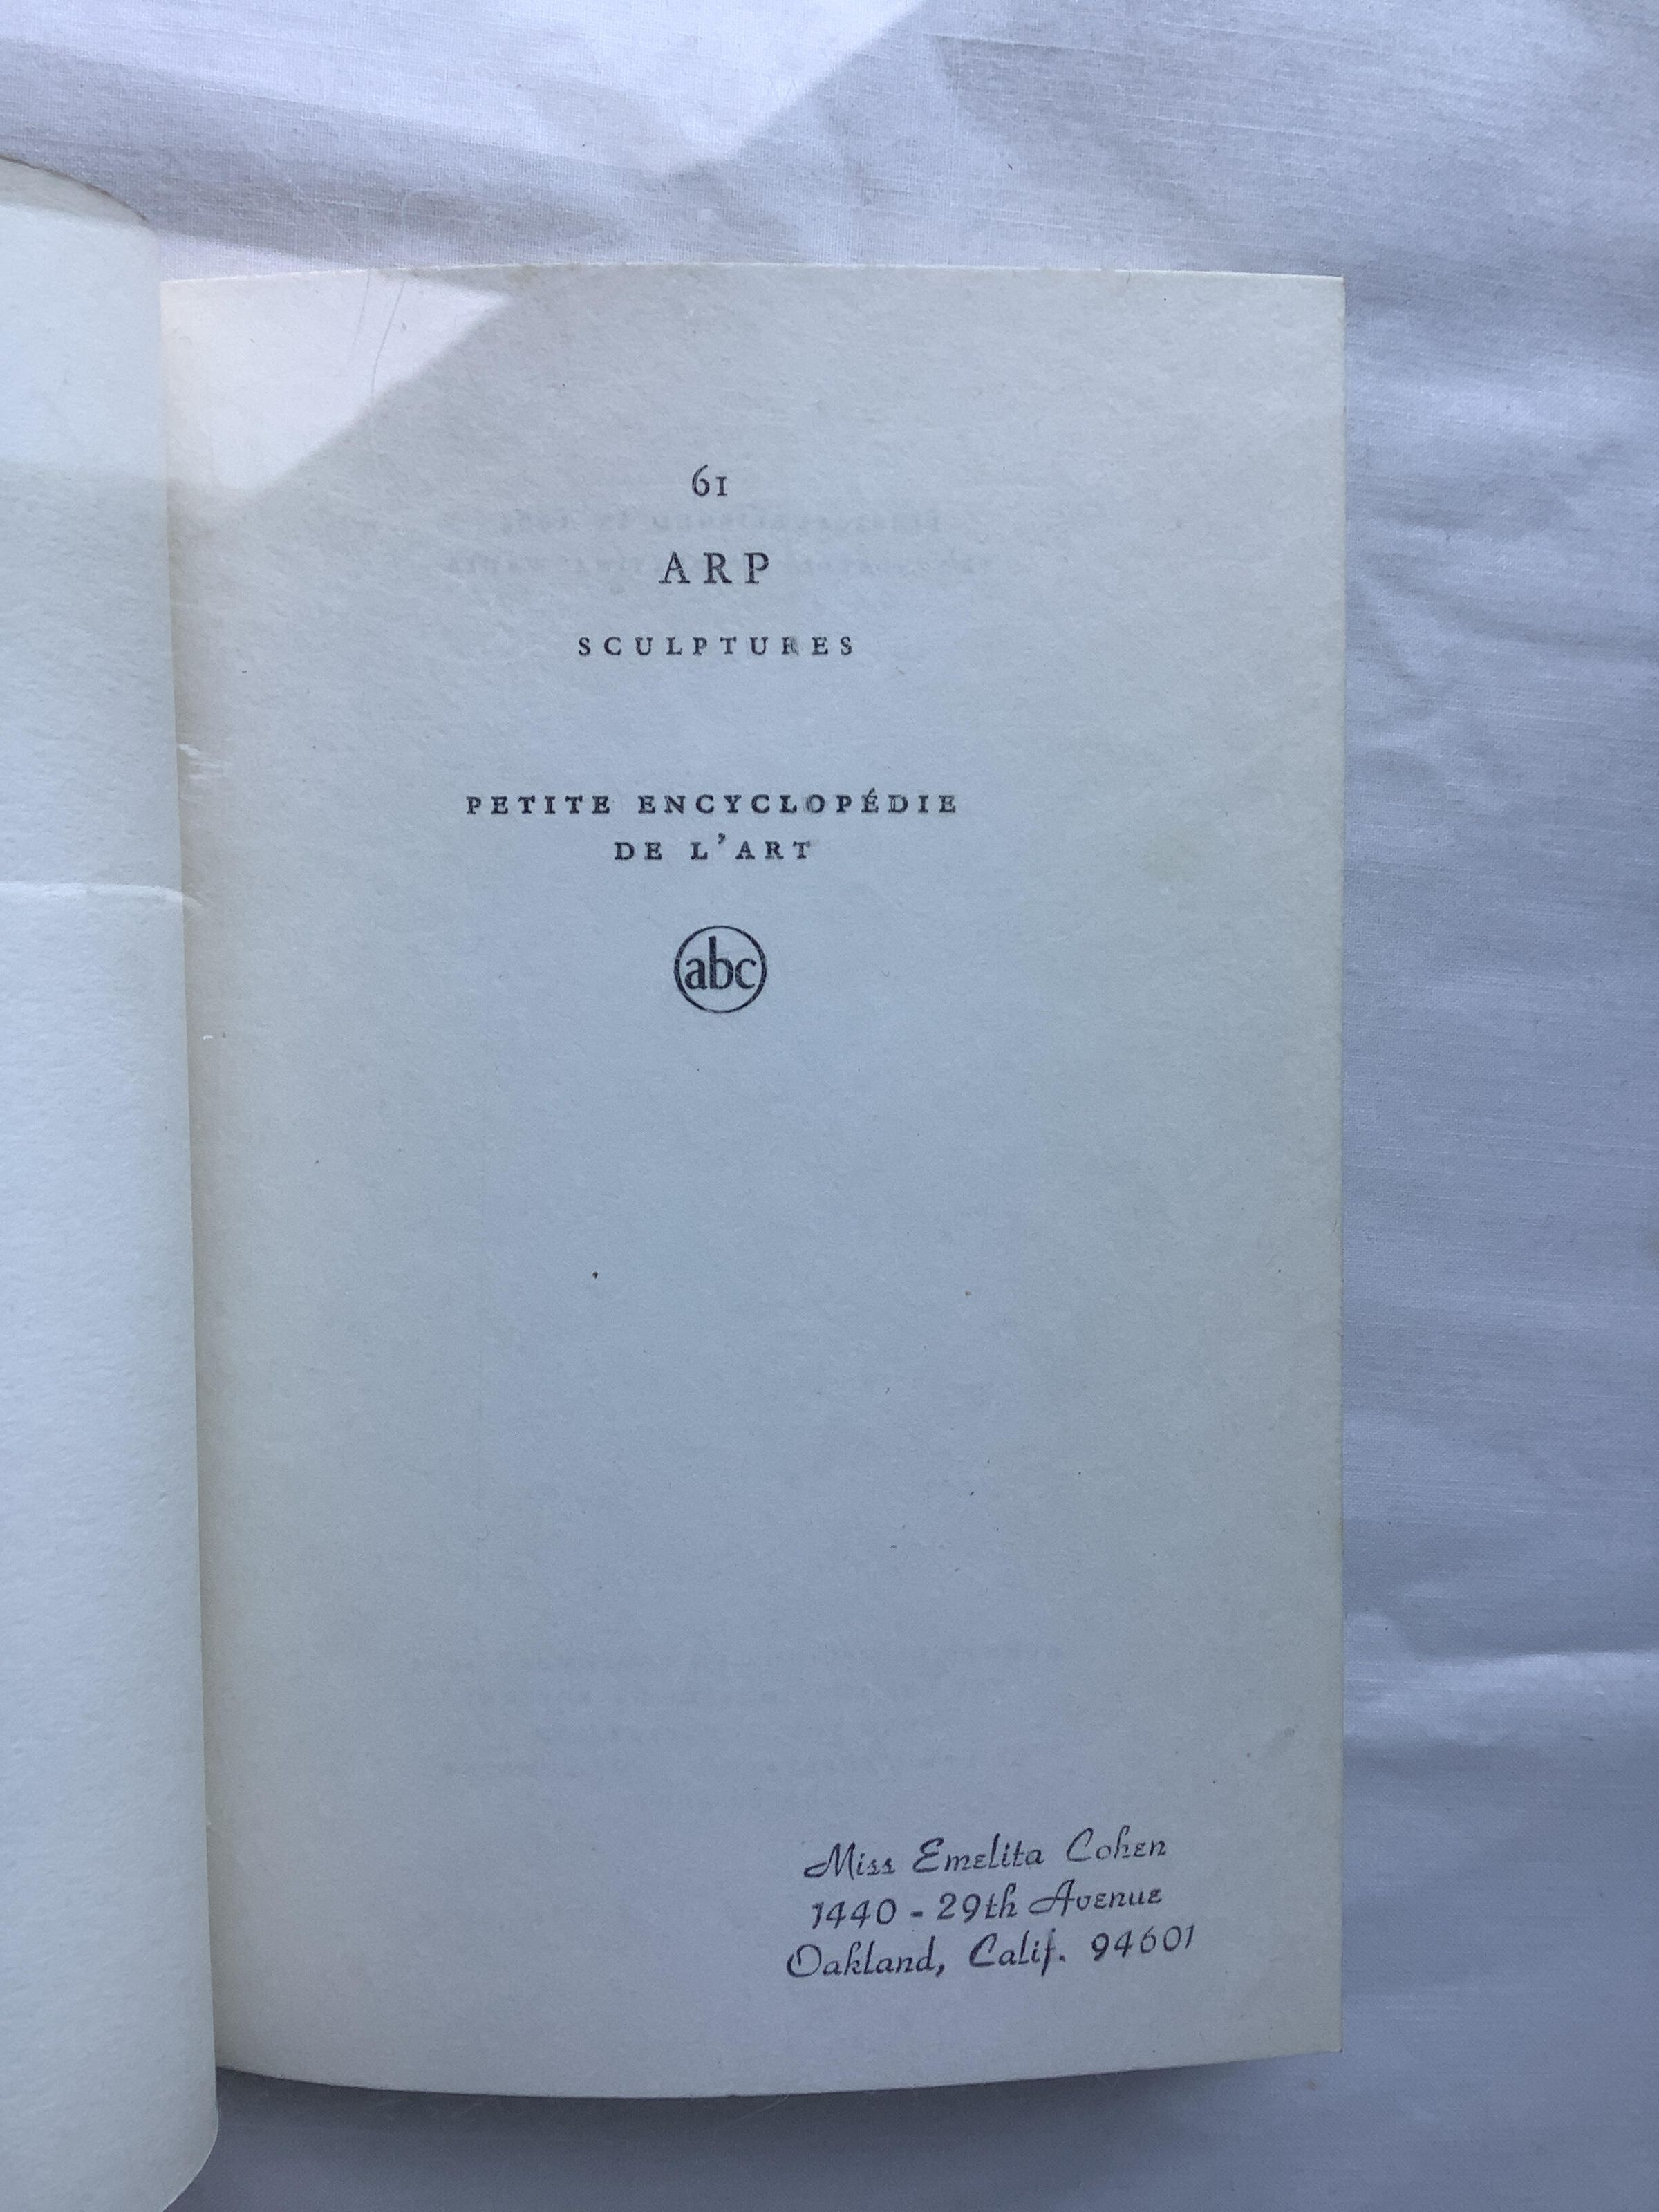 61
ARP
SCULPTURES
PETITE ENCYCLOPÉDIE
DE L'ART
abc
Miss Emelita Cohen
1440 - 29th Avenue
Oakland, Calif. 94601